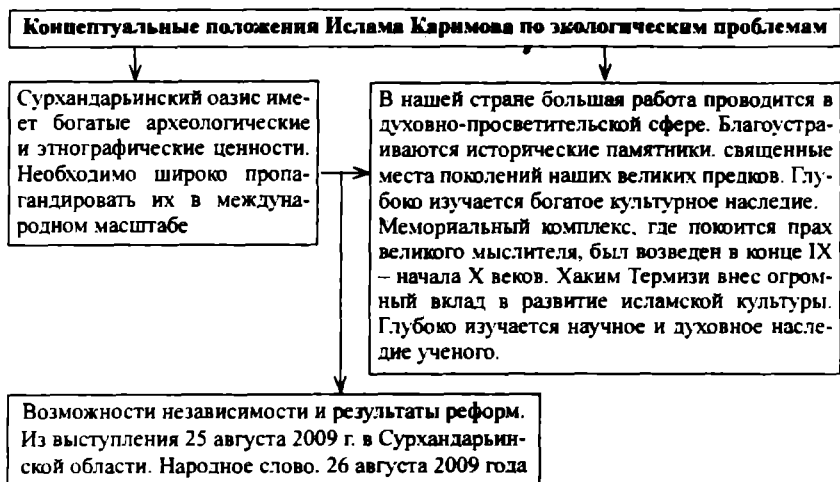 Концептуальные положения Ислама Каримова по экологическим проблемам
Сурхандарьинский оазис име-
ет богатые археологические
и этнографические ценности.
Необходимо широко пропа-
гандировать их в междуна-
родном масштабе
В нашей стране большая работа проводится в
духовно-просветительской сфере. Благоустра-
иваются исторические памятники. священные
места поколений наших великих предков. Глу-
боко изучается богатое культурное наследие.
Мемориальный комплекс, где покоится прах
великого мыслителя, был возведен в конце IX
– начала X веков. Хаким Термизи внес огром-
ный вклад в развитие исламской культуры.
Глубоко изучается научное и духовное насле-
дие ученого.
Возможности независимости и результаты реформ.
Из выступления 25 августа 2009 г. в Сурхандарьин-
ской области. Народное слово. 26 августа 2009 года